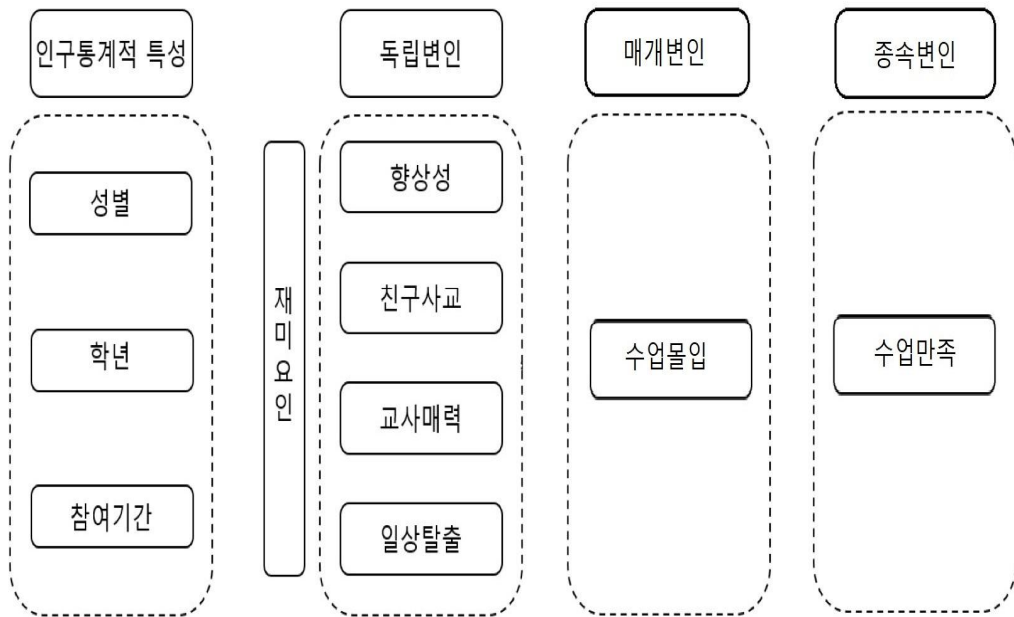 인구통계적 특성
독립변인
매개변인
종속변인
성별
학년
참여기간
재미요인
향상성
친구사교
교사매력
일상탈출
수업몰입
수업만족